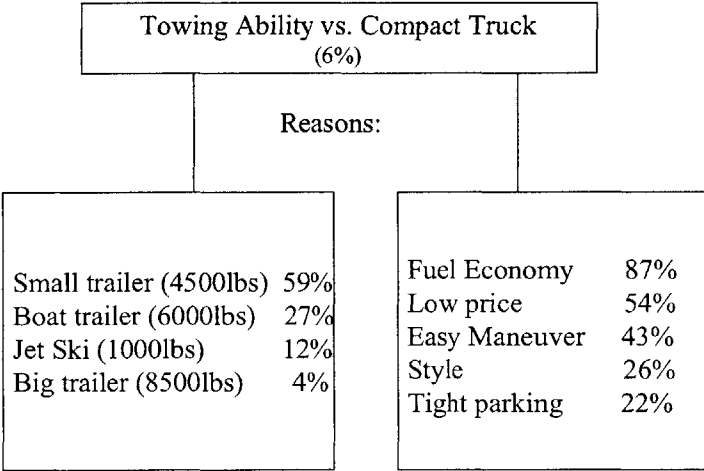 Towing Ability vs. Compact Truck
(6%)
Reasons:
Small trailer (4500lbs) 59%
Boat trailer (6000lbs) 27%
Jet Ski (1000lbs) 12%
Big trailer (8500lbs) 4%
Fuel Economy 87%
Low price 54%
Easy Maneuver 43%
Style 26%
Tight parking 22%